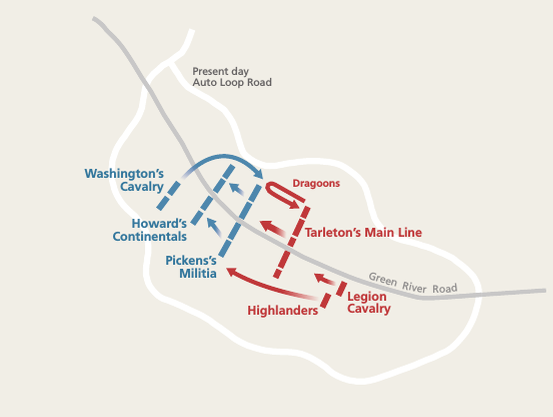 Present day
Auto Loop Road
Washington's
Cavalry
Dragoons
Howard's
Continentals
Tarleton's Main Line
Pickens's
Militia
Green River Road
Highlanders
Legion
Cavalry